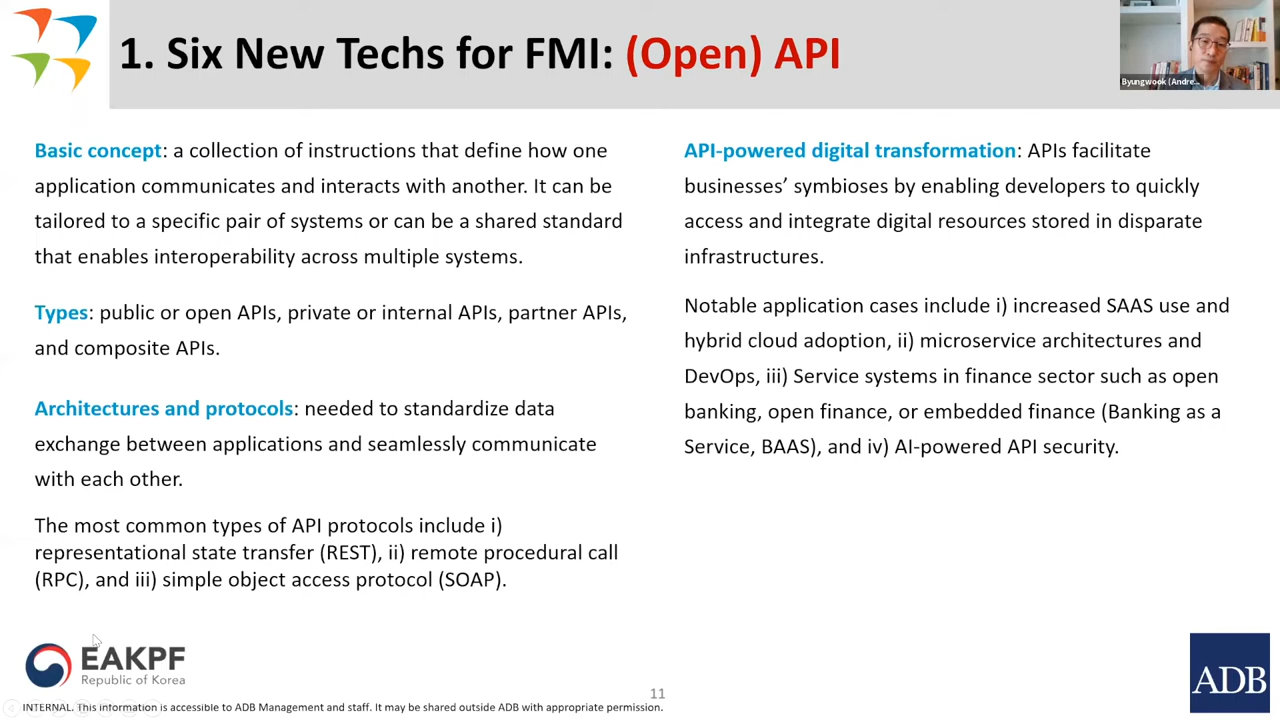 1. Six New Techs for FMI: (Open) API
Byungwook (Andre...
Basic concept: a collection of instructions that define how one
application communicates and interacts with another. It can be
tailored to a specific pair of systems or can be a shared standard
that enables interoperability across multiple systems.
Types: public or open APIs, private or internal APIs, partner APIs,
and composite APIs.
Architectures and protocols: needed to standardize data
exchange between applications and seamlessly communicate
with each other.
The most common types of API protocols include i)
representational state transfer (REST), ii) remote procedural call
(RPC), and iii) simple object access protocol (SOAP).
API-powered digital transformation: APIs facilitate
businesses’ symbioses by enabling developers to quickly
access and integrate digital resources stored in disparate
infrastructures.
Notable application cases include i) increased SAAS use and
hybrid cloud adoption, ii) microservice architectures and
DevOps, iii) Service systems in finance sector such as open
banking, open finance, or embedded finance (Banking as a
Service, BAAS), and iv) AI-powered API security.
EAKPF
Republic of Korea
ADB
11
INTERNAL. This information is accessible to ADB Management and staff. It may be shared outside ADB with appropriate permission.